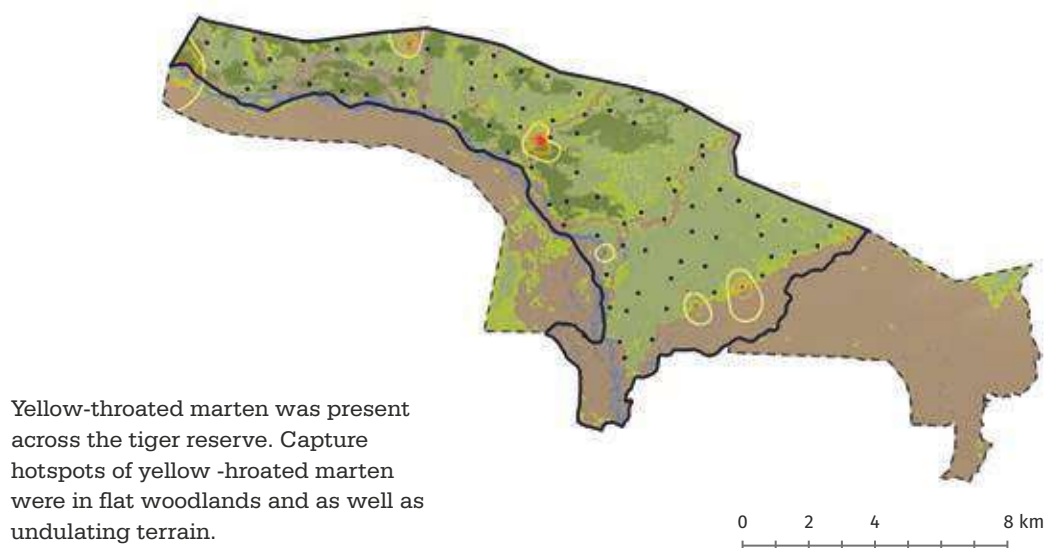 Yellow-throated marten was present
across the tiger reserve. Capture
hotspots of yellow -hroated marten
were in flat woodlands and as well as
undulating terrain.
0 2 4 8 km